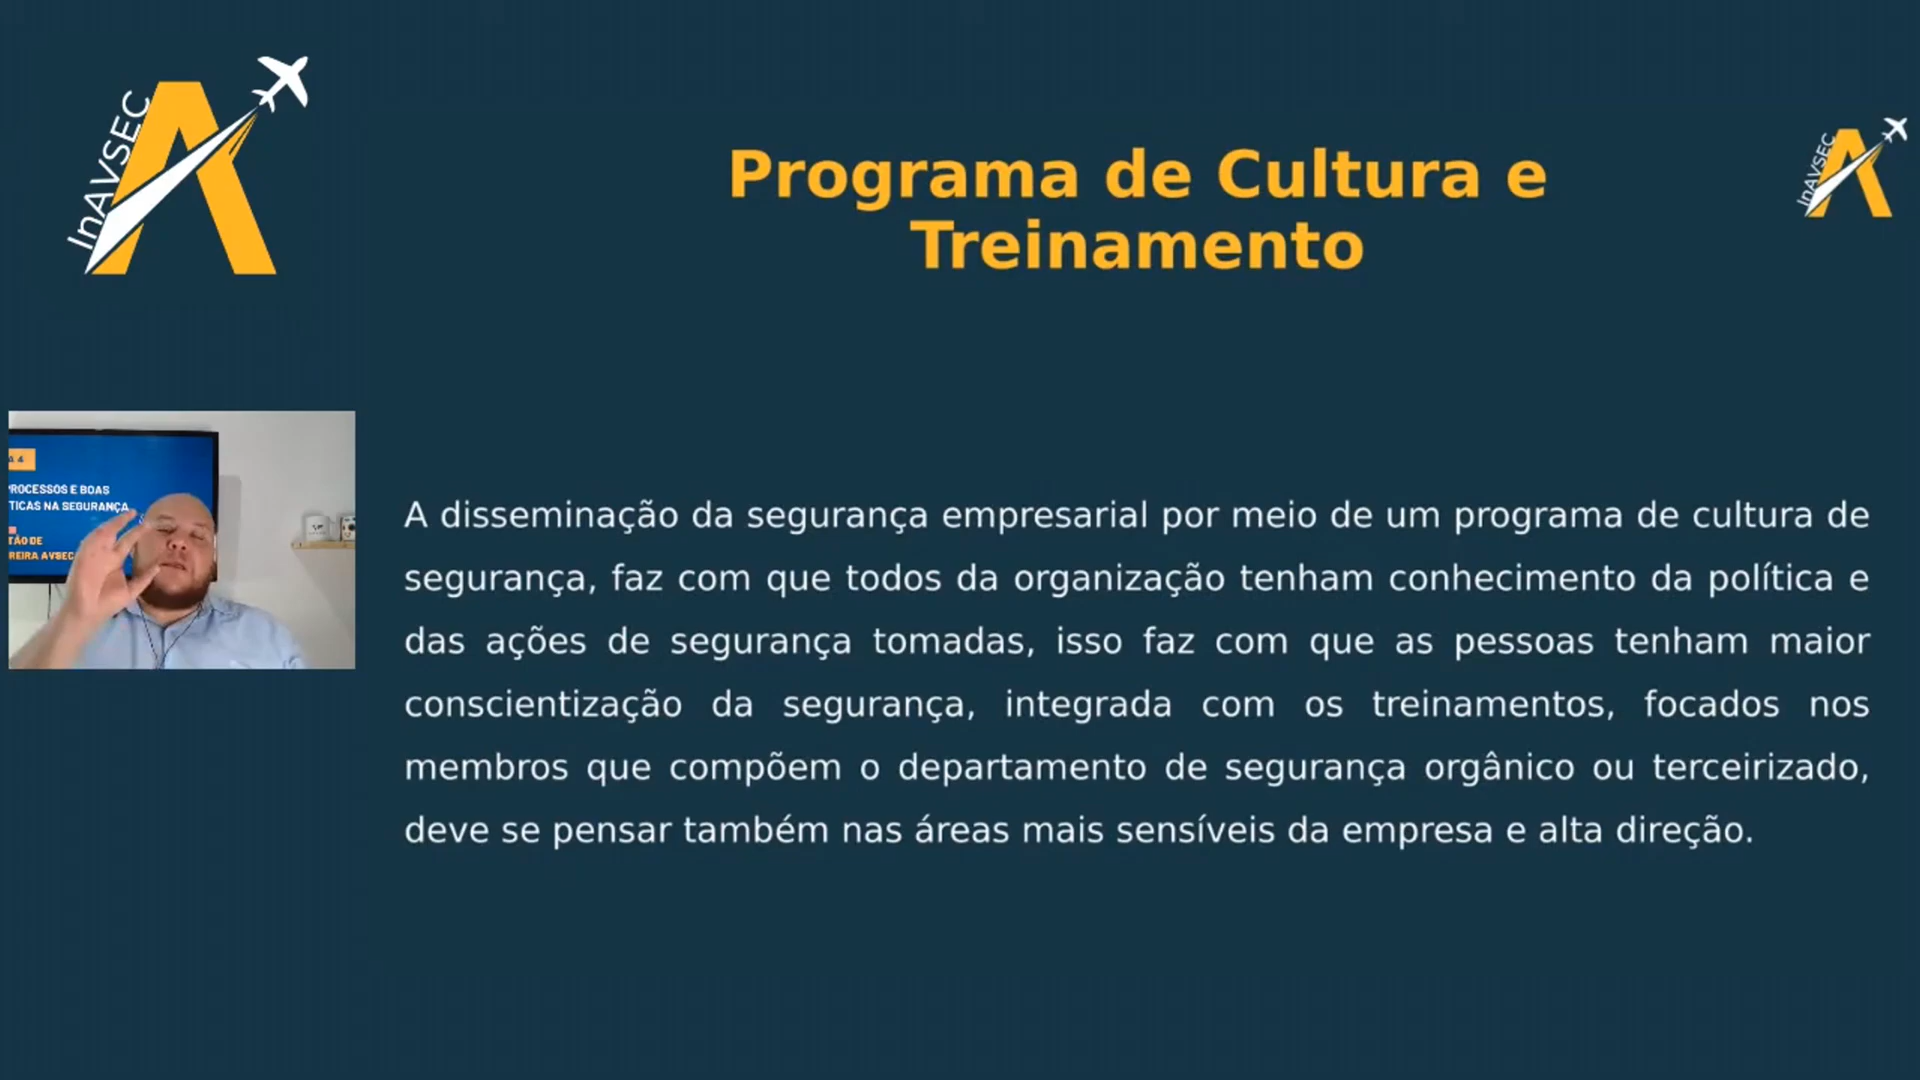 InAVSEC
Programa de Cultura e
Treinamento
InAVSEC
PROCESSOS E BOAS
TICAS NA SEGURANÇA
TÃO DE
REIRA AVSEC
A disseminação da segurança empresarial por meio de um programa de cultura de
segurança, faz com que todos da organização tenham conhecimento da política e
das ações de segurança tomadas, isso faz com que as pessoas tenham maior
conscientização da segurança, integrada com os treinamentos, focados nos
membros que compõem o departamento de segurança orgânico ou terceirizado,
deve se pensar também nas áreas mais sensíveis da empresa e alta direção.